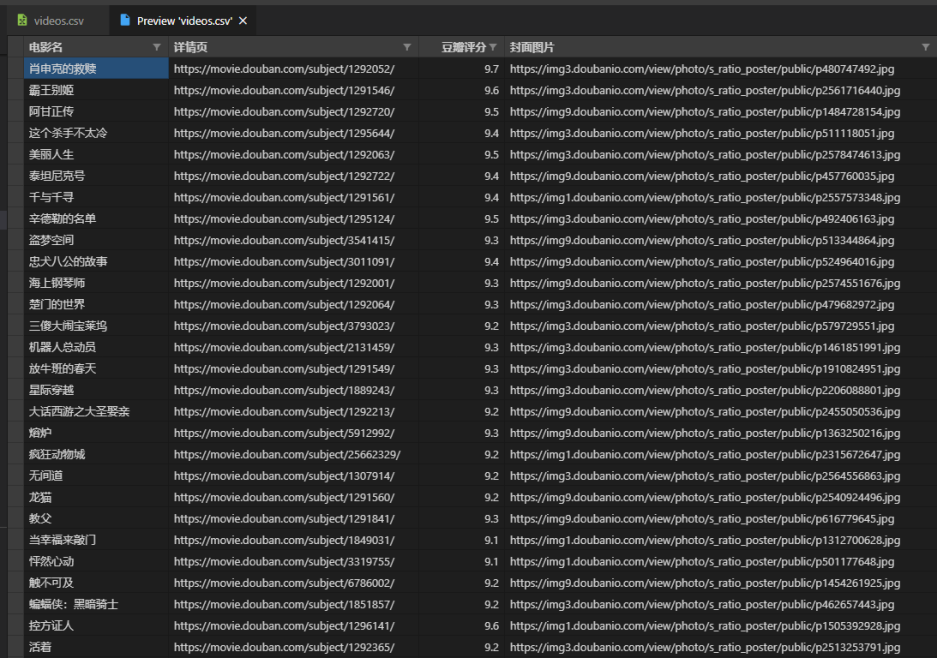 videos.csv Preview 'videos.csv'
电影名 详情页 豆瓣评分 封面图片
肖申克的救赎 https://movie.douban.com/subject/1292052/ 9.7 https://img3.doubanio.com/view/photo/s_ratio_poster/public/p480747492.jpg
霸王别姬 https://movie.douban.com/subject/1291546/ 9.6 https://img3.doubanio.com/view/photo/s_ratio_poster/public/p2561716440.jpg
阿甘正传 https://movie.douban.com/subject/1292720/ 9.5 https://img9.doubanio.com/view/photo/s_ratio_poster/public/p1484728154.jpg
这个杀手不太冷 https://movie.douban.com/subject/1295644/ 9.4 https://img3.doubanio.com/view/photo/s_ratio_poster/public/p511118051.jpg
美丽人生 https://movie.douban.com/subject/1292063/ 9.5 https://img3.doubanio.com/view/photo/s_ratio_poster/public/p2578474613.jpg
泰坦尼克号 https://movie.douban.com/subject/1292722/ 9.4 https://img9.doubanio.com/view/photo/s_ratio_poster/public/p457760035.jpg
千与千寻 https://movie.douban.com/subject/1291561/ 9.4 https://img1.doubanio.com/view/photo/s_ratio_poster/public/p2557573348.jpg
辛德勒的名单 https://movie.douban.com/subject/1295124/ 9.5 https://img3.doubanio.com/view/photo/s_ratio_poster/public/p492406163.jpg
盗梦空间 https://movie.douban.com/subject/3541415/ 9.3 https://img9.doubanio.com/view/photo/s_ratio_poster/public/p513344864.jpg
忠犬八公的故事 https://movie.douban.com/subject/3011091/ 9.4 https://img9.doubanio.com/view/photo/s_ratio_poster/public/p524964016.jpg
海上钢琴师 https://movie.douban.com/subject/1292001/ 9.3 https://img9.doubanio.com/view/photo/s_ratio_poster/public/p2574551676.jpg
楚门的世界 https://movie.douban.com/subject/1292064/ 9.3 https://img3.doubanio.com/view/photo/s_ratio_poster/public/p479682972.jpg
三傻大闹宝莱坞 https://movie.douban.com/subject/3793023/ 9.2 https://img3.doubanio.com/view/photo/s_ratio_poster/public/p579729551.jpg
机器人总动员 https://movie.douban.com/subject/2131459/ 9.3 https://img3.doubanio.com/view/photo/s_ratio_poster/public/p1461851991.jpg
放牛班的春天 https://movie.douban.com/subject/1291549/ 9.3 https://img3.doubanio.com/view/photo/s_ratio_poster/public/p1910824951.jpg
星际穿越 https://movie.douban.com/subject/1889243/ 9.3 https://img3.doubanio.com/view/photo/s_ratio_poster/public/p2206088801.jpg
大话西游之大圣娶亲 https://movie.douban.com/subject/1292213/ 9.2 https://img9.doubanio.com/view/photo/s_ratio_poster/public/p2455050536.jpg
熔炉 https://movie.douban.com/subject/5912992/ 9.3 https://img9.doubanio.com/view/photo/s_ratio_poster/public/p1363250216.jpg
疯狂动物城 https://movie.douban.com/subject/25662329/ 9.2 https://img1.doubanio.com/view/photo/s_ratio_poster/public/p2315672647.jpg
无间道 https://movie.douban.com/subject/1307914/ 9.2 https://img3.doubanio.com/view/photo/s_ratio_poster/public/p2564556863.jpg
龙猫 https://movie.douban.com/subject/1291560/ 9.2 https://img9.doubanio.com/view/photo/s_ratio_poster/public/p2540924496.jpg
教父 https://movie.douban.com/subject/1291841/ 9.3 https://img9.doubanio.com/view/photo/s_ratio_poster/public/p616779645.jpg
当幸福来敲门 https://movie.douban.com/subject/1849031/ 9.1 https://img1.doubanio.com/view/photo/s_ratio_poster/public/p1312700628.jpg
怦然心动 https://movie.douban.com/subject/3319755/ 9.1 https://img1.doubanio.com/view/photo/s_ratio_poster/public/p501177648.jpg
触不可及 https://movie.douban.com/subject/6786002/ 9.2 https://img9.doubanio.com/view/photo/s_ratio_poster/public/p1454261925.jpg
蝙蝠侠：黑暗骑士 https://movie.douban.com/subject/1851857/ 9.2 https://img3.doubanio.com/view/photo/s_ratio_poster/public/p462657443.jpg
控方证人 https://movie.douban.com/subject/1296141/ 9.6 https://img1.doubanio.com/view/photo/s_ratio_poster/public/p1505392928.jpg
活着 https://movie.douban.com/subject/1292365/ 9.2 https://img3.doubanio.com/view/photo/s_ratio_poster/public/p2513253791.jpg